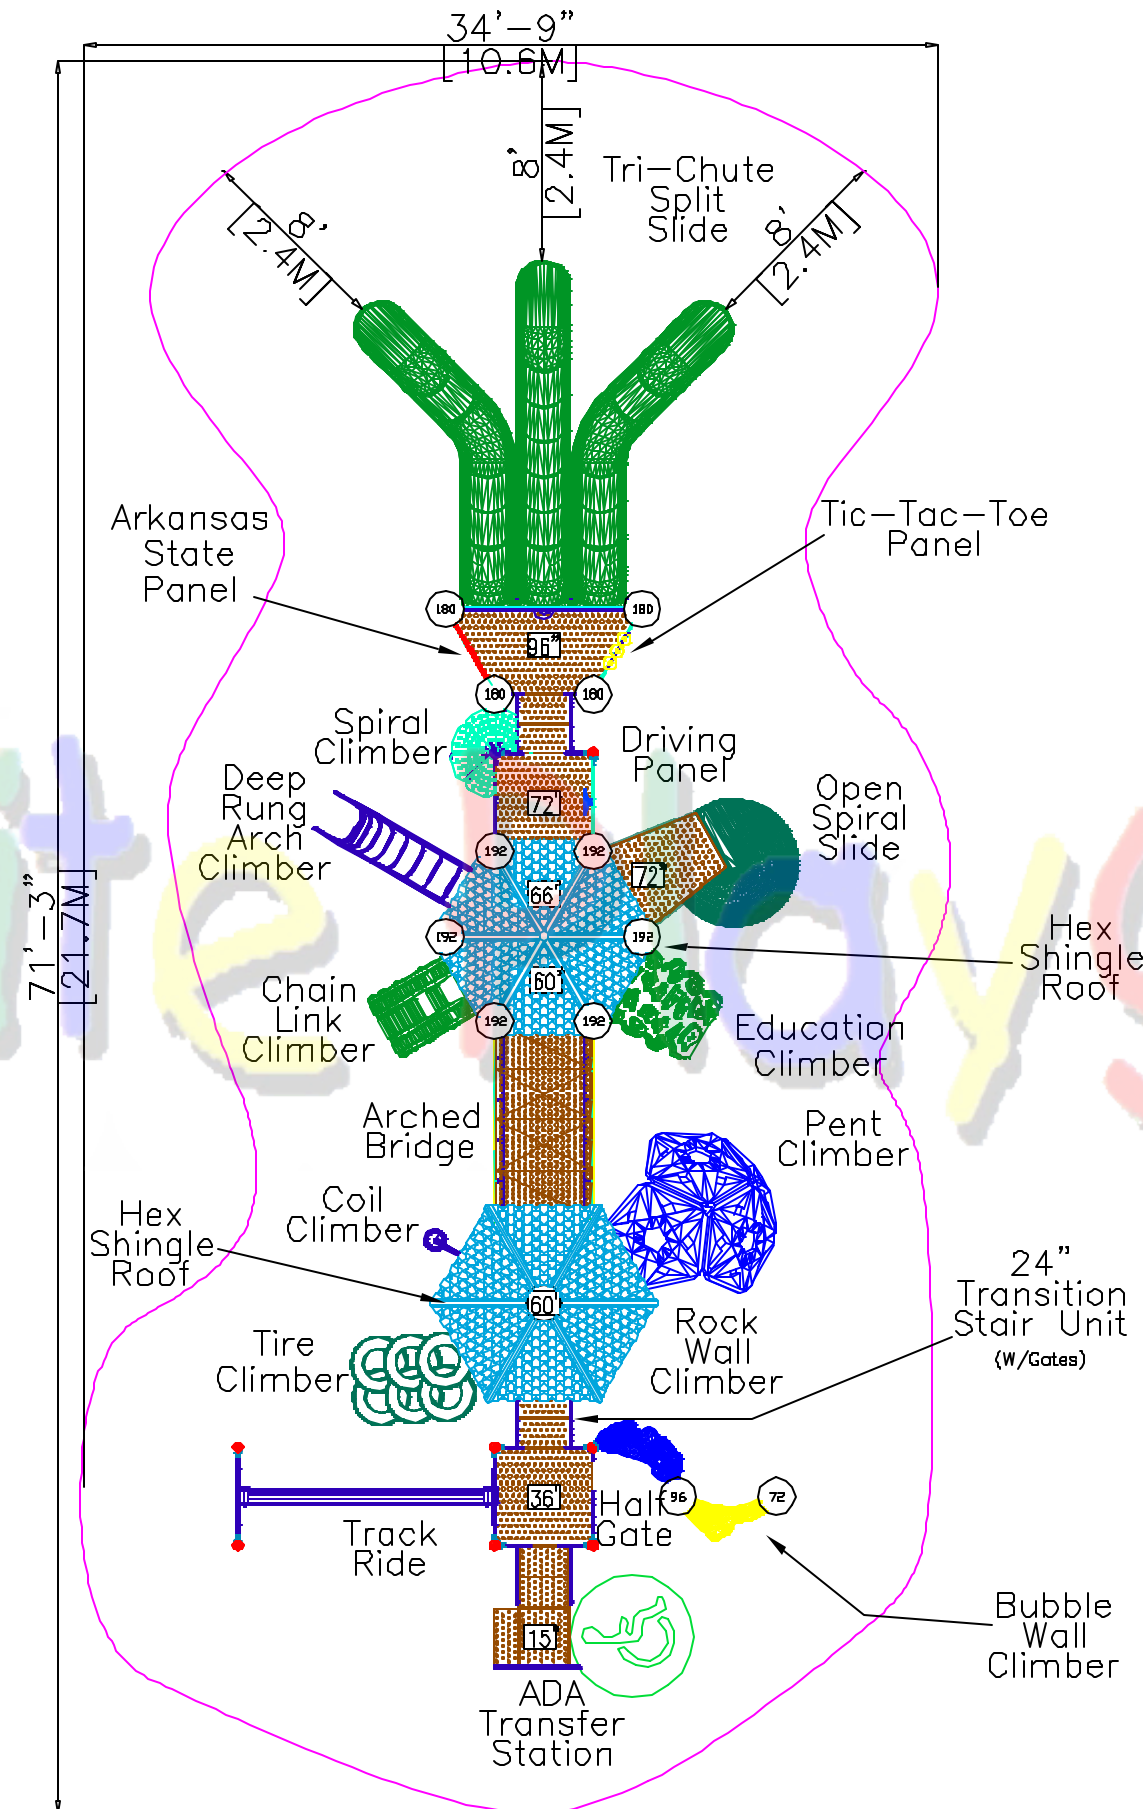 34'-9"
[10.6M]
8'
[2.4M]
8'
[2.4M]
8'
[2.4M]
Tri-Chute
Split
Slide
Arkansas
State
Panel
Tic-Tac-Toe
Panel
180
180
96"
180
180
Spiral
Climber
Driving
Panel
Deep
Rung
Arch
Climber
72"
Open
Spiral
Slide
192
192
72"
66"
71'-3"
[21.7M]
192
192
Hex
Shingle
Roof
60"
Chain
Link
Climber
192
192
Education
Climber
Arched
Bridge
Pent
Climber
Coil
Climber
Hex
Shingle
Roof
60"
24"
Transition
Stair Unit
(W/Gates)
Tire
Climber
Rock
Wall
Climber
36"
Half
Gate
96
72
Track
Ride
15"
Bubble
Wall
Climber
ADA
Transfer
Station